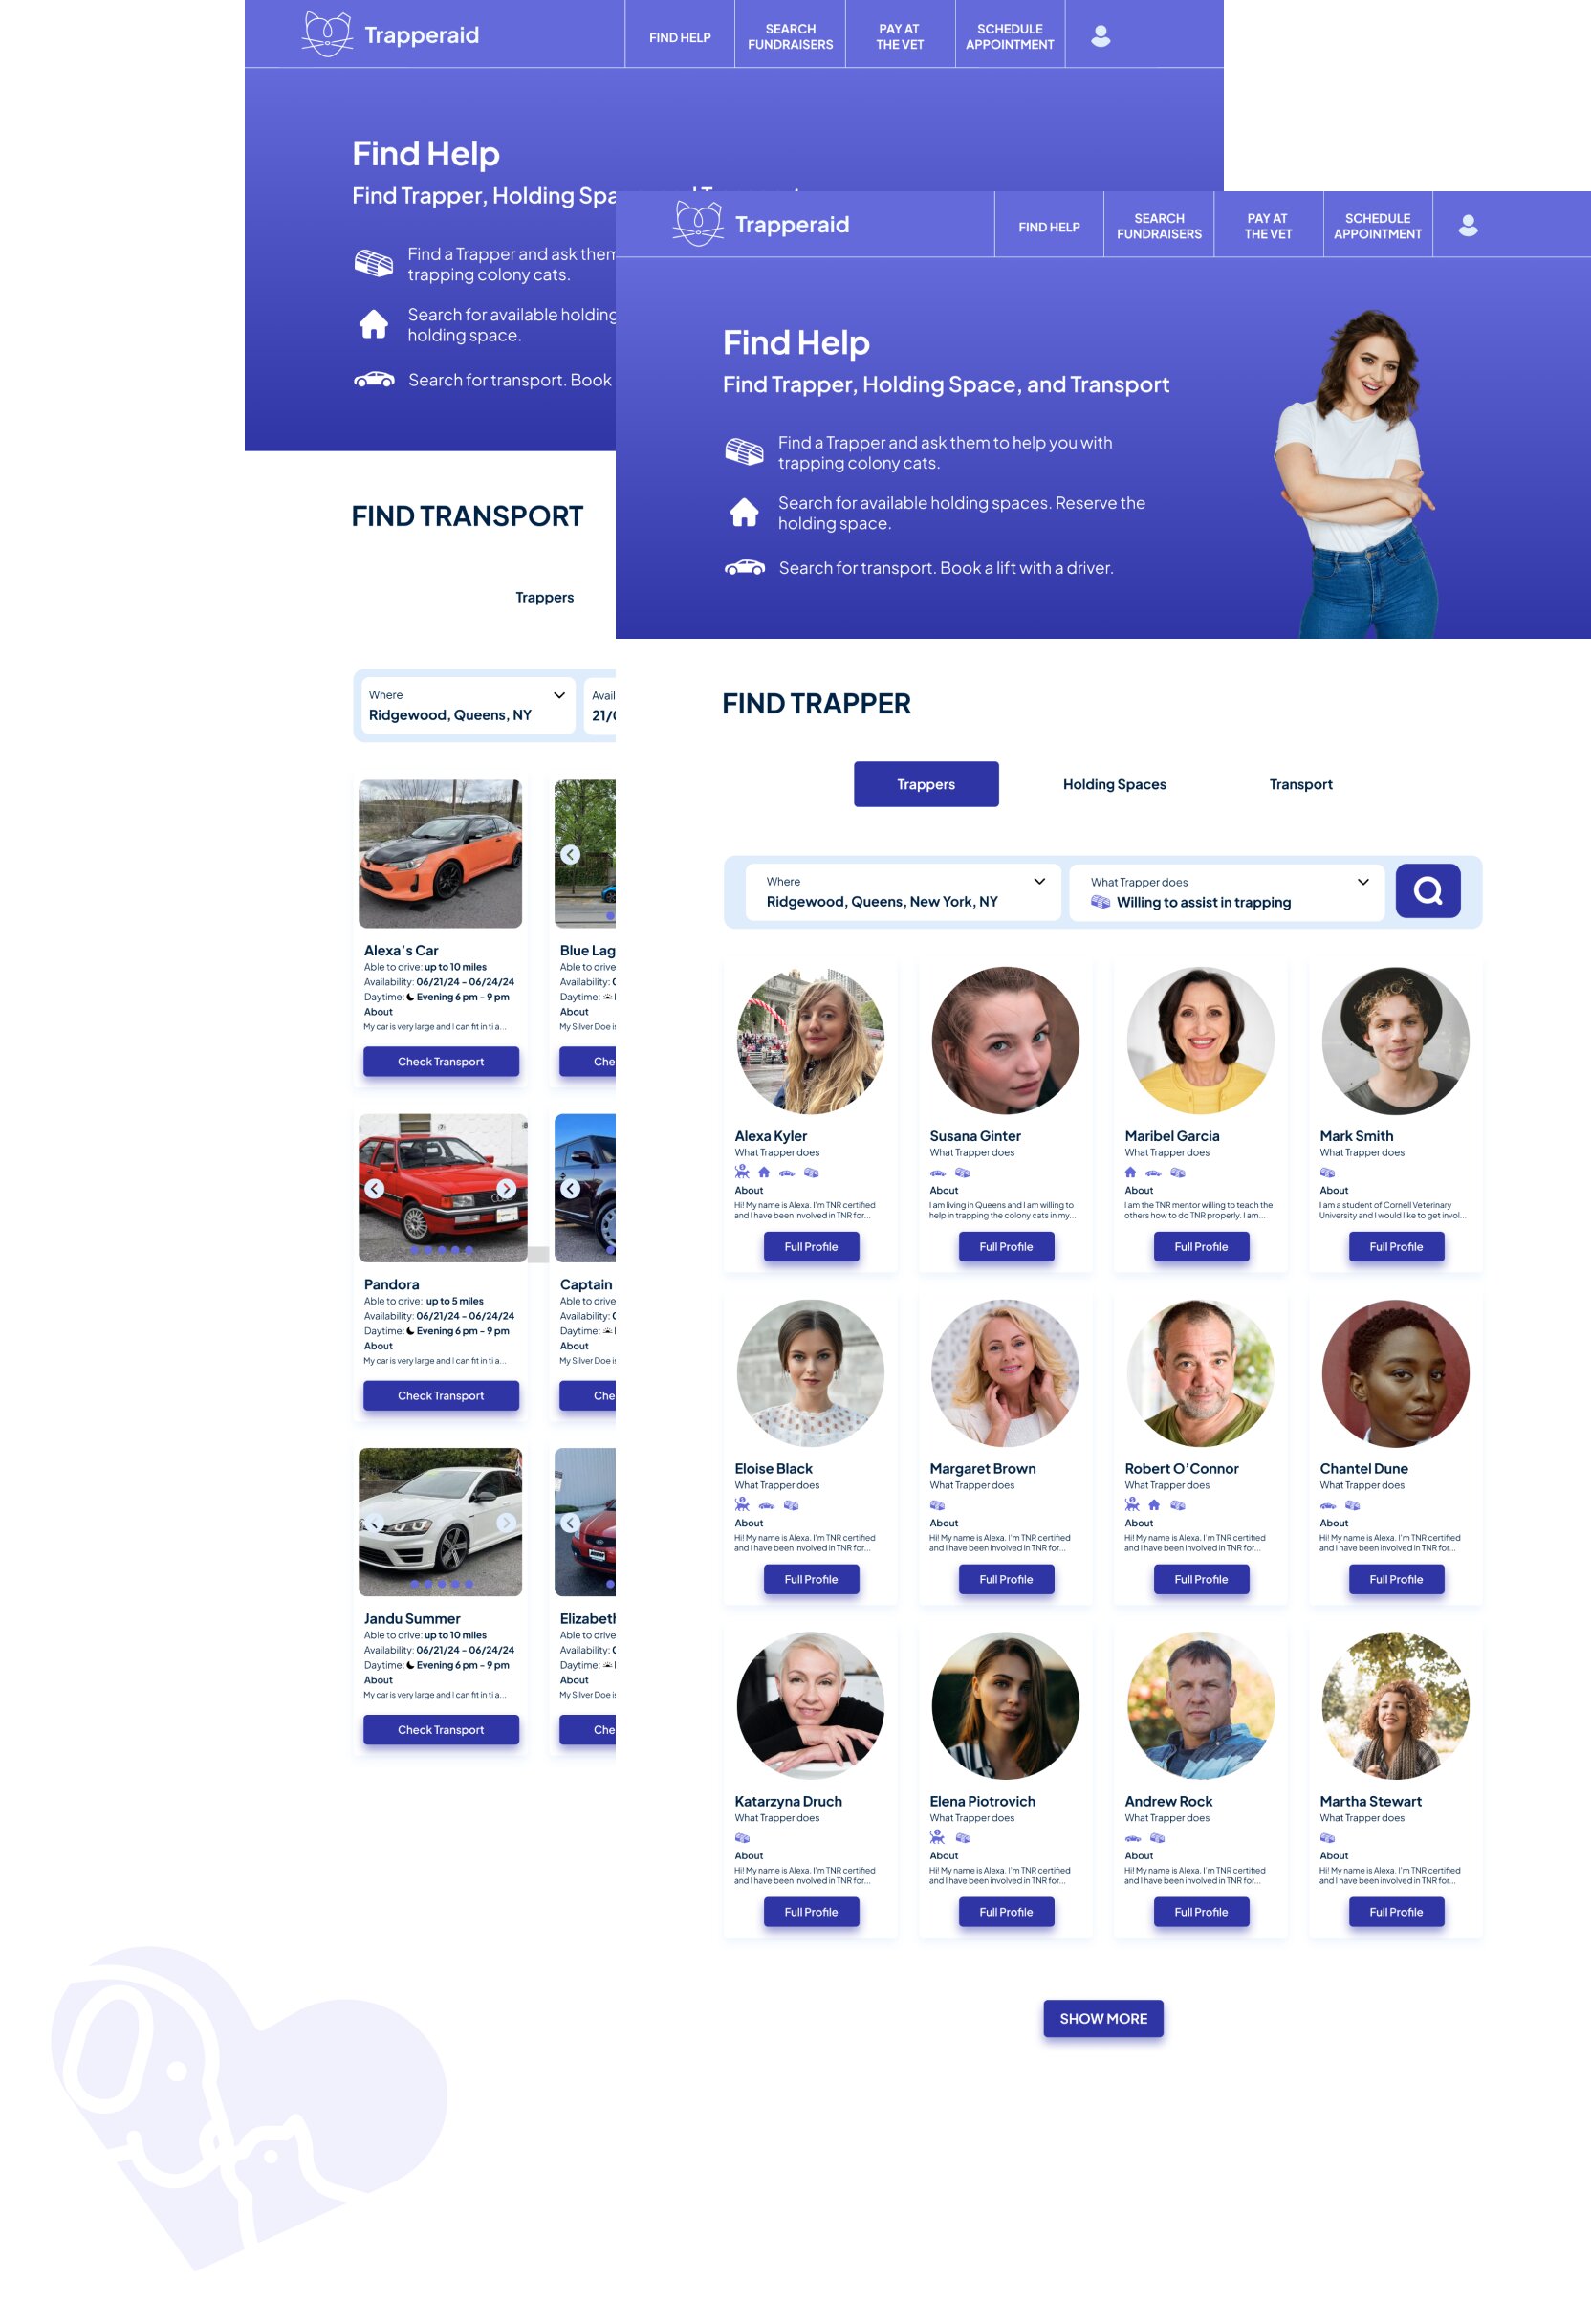 Trapperaid
FIND HELP
SEARCH
FUNDRAISERS
PAY AT
THE VET
SCHEDULE
APPOINTMENT
Find Help
Find Trapper, Holding Spa
Find a Trapper and ask them
trapping colony cats.
Search for available holding
holding space.
Search for transport. Book
FIND TRANSPORT
Trappers
Where
Ridgewood, Queens, NY
Avail
21/0
Alexa's Car
Able to drive: up to 10 miles
Availability: 06/21/24 - 06/24/24
Daytime: Evening 6 pm - 9 pm
About
My car is very large and I can fit in ti a...
Check Transport
Blue Lag
Able to drive
Availability: 0
Daytime:
About
My Silver Doe is
Che
Pandora
Able to drive: up to 5 miles
Availability: 06/21/24 - 06/24/24
Daytime: Evening 6 pm - 9 pm
About
My car is very large and I can fit in ti a...
Check Transport
Captain
Able to drive
Availability: 0
Daytime:
About
My Silver Doe is
Che
Jandu Summer
Able to drive: up to 10 miles
Availability: 06/21/24 - 06/24/24
Daytime: Evening 6 pm - 9 pm
About
My car is very large and I can fit in ti a...
Check Transport
Elizabeth
Able to drive
Availability: 0
Daytime:
About
My Silver Doe is
Che
Trapperaid
FIND HELP
SEARCH
FUNDRAISERS
PAY AT
THE VET
SCHEDULE
APPOINTMENT
Find Help
Find Trapper, Holding Space, and Transport
Find a Trapper and ask them to help you with
trapping colony cats.
Search for available holding spaces. Reserve the
holding space.
Search for transport. Book a lift with a driver.
FIND TRAPPER
Trappers
Holding Spaces
Transport
Where
Ridgewood, Queens, New York, NY
What Trapper does
Willing to assist in trapping
Alexa Kyler
What Trapper does
About
Hi! My name is Alexa. I'm TNR certified
and I have been involved in TNR for...
Full Profile
Susana Ginter
What Trapper does
About
I am living in Queens and I am willing to
help in trapping the colony cats in my...
Full Profile
Maribel Garcia
What Trapper does
About
I am the TNR mentor willing to teach the
others how to do TNR properly. I am...
Full Profile
Mark Smith
What Trapper does
About
I am a student of Cornell Veterinary
University and I would like to get invol...
Full Profile
Eloise Black
What Trapper does
About
Hi! My name is Alexa. I'm TNR certified
and I have been involved in TNR for...
Full Profile
Margaret Brown
What Trapper does
About
Hi! My name is Alexa. I'm TNR certified
and I have been involved in TNR for...
Full Profile
Robert O'Connor
What Trapper does
About
Hi! My name is Alexa. I'm TNR certified
and I have been involved in TNR for...
Full Profile
Chantel Dune
What Trapper does
About
Hi! My name is Alexa. I'm TNR certified
and I have been involved in TNR for...
Full Profile
Katarzyna Druch
What Trapper does
About
Hi! My name is Alexa. I'm TNR certified
and I have been involved in TNR for...
Full Profile
Elena Piotrovich
What Trapper does
About
Hi! My name is Alexa. I'm TNR certified
and I have been involved in TNR for...
Full Profile
Andrew Rock
What Trapper does
About
Hi! My name is Alexa. I'm TNR certified
and I have been involved in TNR for...
Full Profile
Martha Stewart
What Trapper does
About
Hi! My name is Alexa. I'm TNR certified
and I have been involved in TNR for...
Full Profile
SHOW MORE